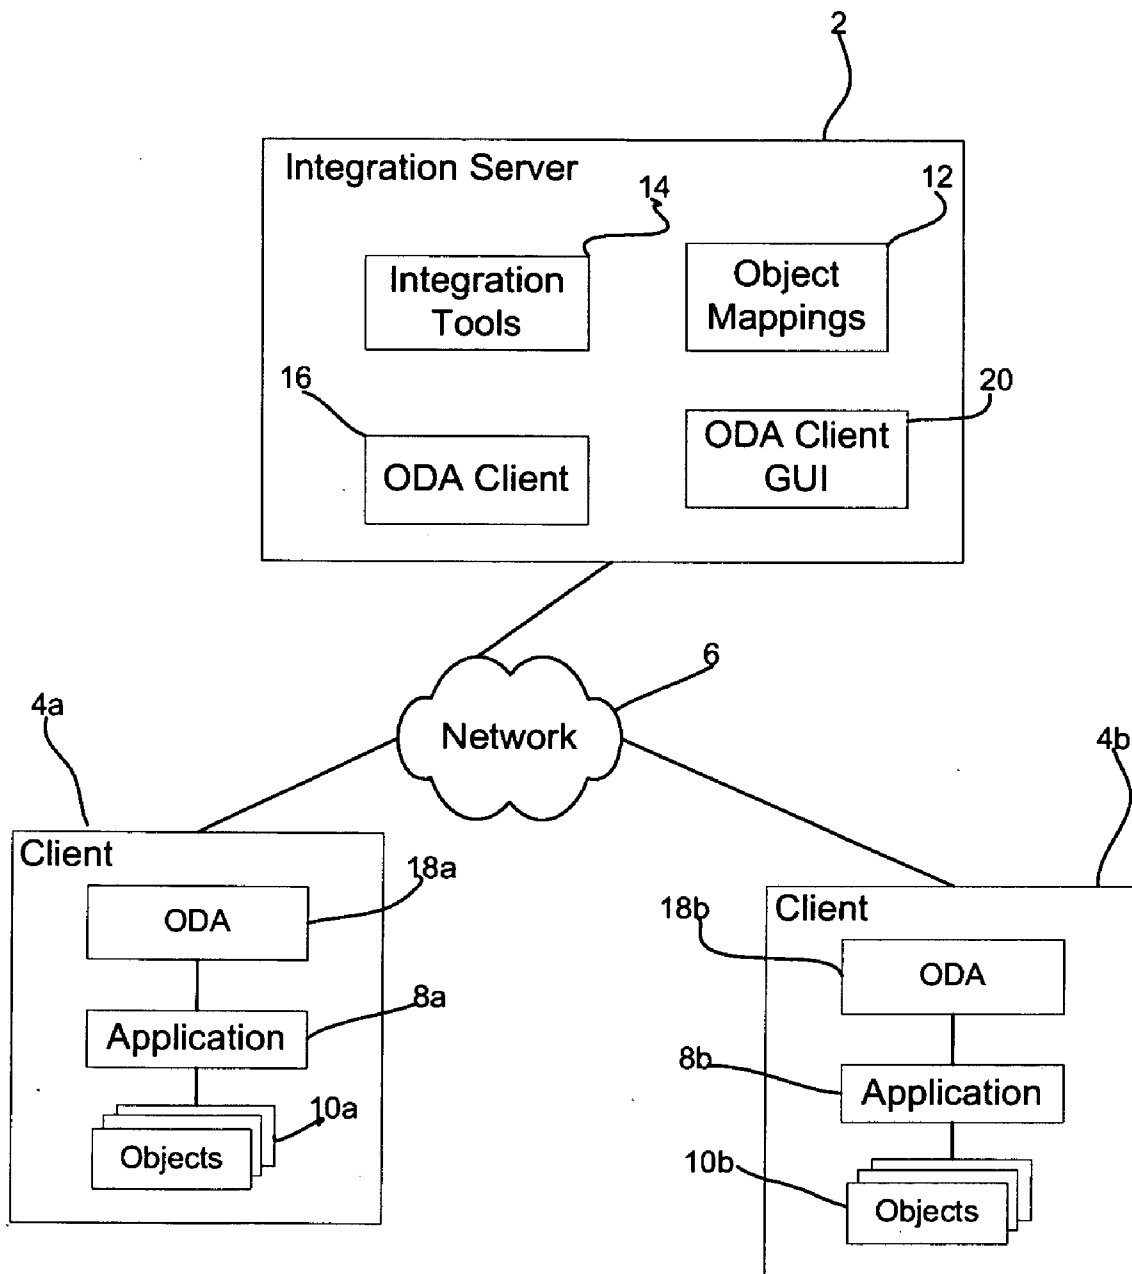 2
Integration Server
14
12
Integration
Tools
Object
Mappings
16
20
ODA Client
ODA Client
GUI
6
Network
4a
4b
Client
18a
ODA
8a
Application
10a
Objects
Client
18b
ODA
8b
Application
10b
Objects